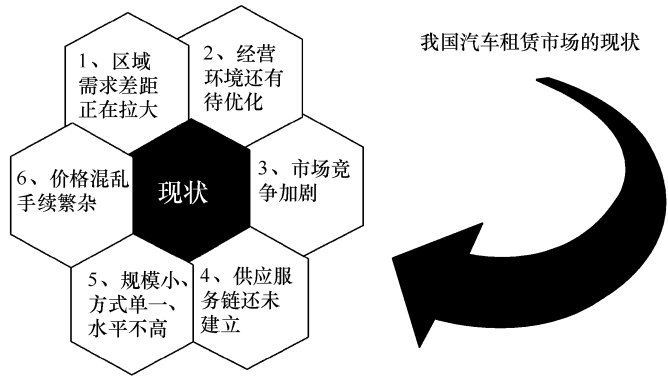 我国汽车租赁市场的现状
1、区域
需求差距
正在拉大
2、经营
环境还有
待优化
3、市场竞
争加剧
4、供应服
务链还未
建立
5、规模小、
方式单一、
水平不高
6、价格混乱
手续繁杂
现状